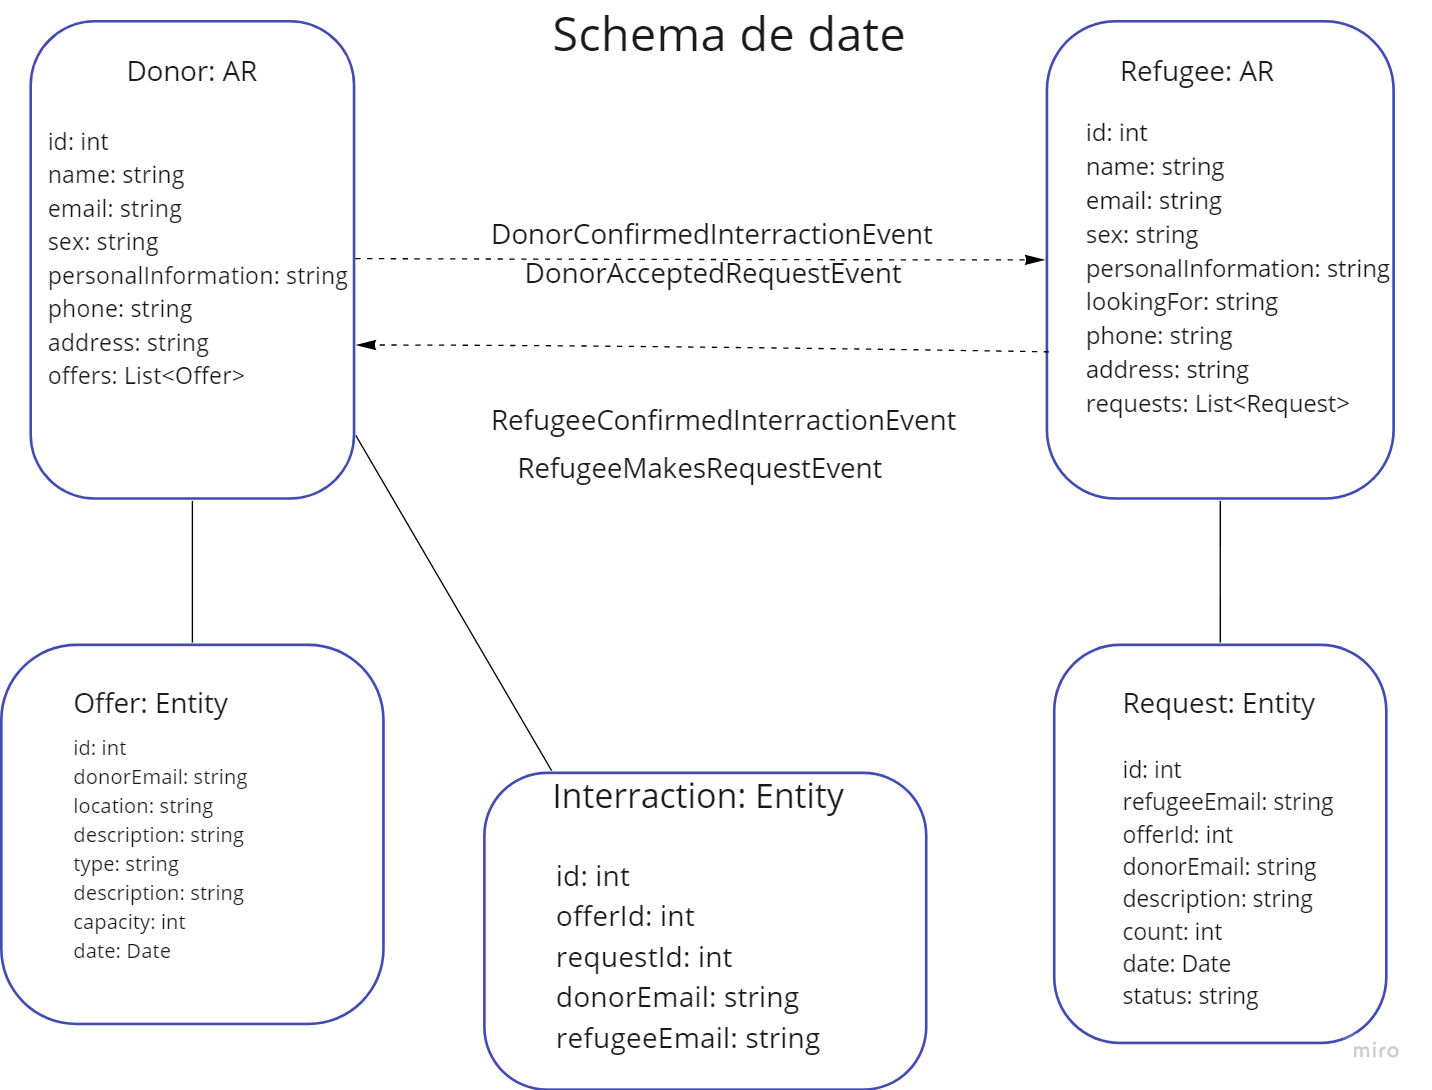 Schema de date
Donor: AR
id: int
name: string
email: string
sex: string
personalInformation: string
phone: string
address: string
offers: List<Offer>
DonorConfirmedInterractionEvent
DonorAcceptedRequestEvent
RefugeeConfirmedInterractionEvent
RefugeeMakesRequestEvent
Refugee: AR
id: int
name: string
email: string
sex: string
personalInformation: string
lookingFor: string
phone: string
address: string
requests: List<Request>
Offer: Entity
id: int
donorEmail: string
location: string
description: string
type: string
description: string
capacity: int
date: Date
Interraction: Entity
id: int
offerId: int
requestId: int
donorEmail: string
refugeeEmail: string
Request: Entity
id: int
refugeeEmail: string
offerId: int
donorEmail: string
description: string
count: int
date: Date
status: string
miro